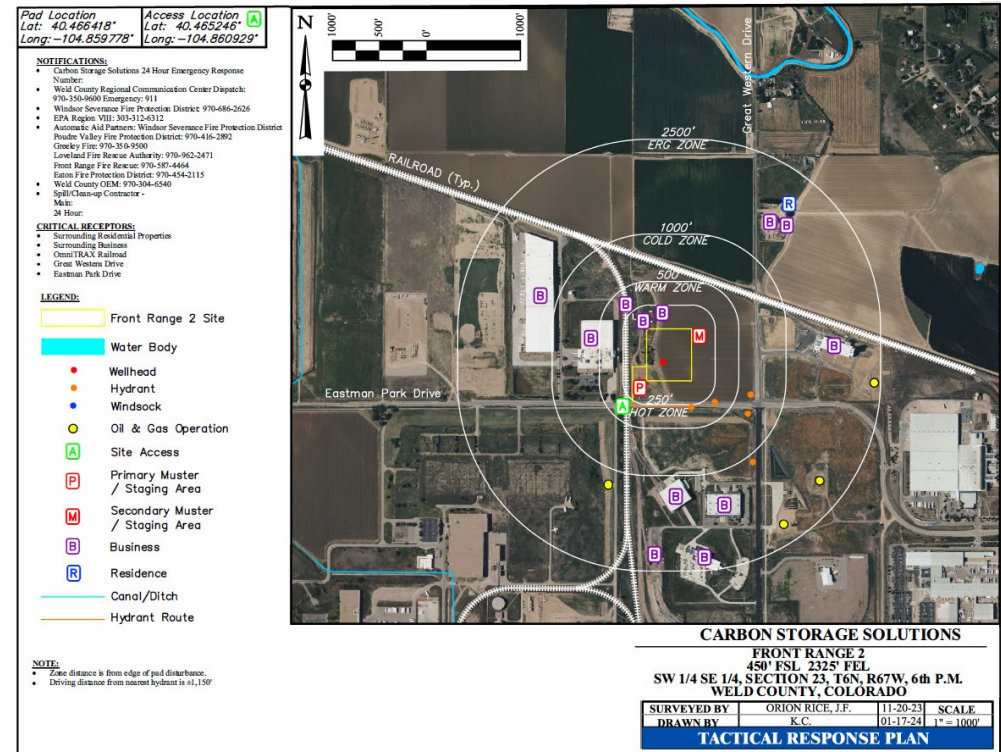 Pad Location
Lat: 40.466418°
Long: -104.859778°
Access Location A
Lat: 40.465246°
Long: -104.860929°
NOTIFICATIONS:
• Carbon Storage Solutions 24 Hour Emergency Response
Number:
• Weld County Regional Communication Center Dispatch:
970-350-9600 Emergency: 911
• Windsor Severance Fire Protection District: 970-686-2626
• EPA Region VIII: 303-312-6312
• Automatic Aid Partners: Windsor Severance Fire Protection District
Poudre Valley Fire Protection District: 970-416-2892
Greeley Fire: 970-350-9500
Loveland Fire Rescue Authority: 970-962-2471
Front Range Fire Rescue: 970-587-4464
Eaton Fire Protection District: 970-454-2115
• Weld County OEM: 970-304-6540
• Spill/Clean-up Contractor -
Main:
24 Hour:
CRITICAL RECEPTORS:
• Surrounding Residential Properties
• Surrounding Business
• OmniTRAX Railroad
• Great Western Drive
• Eastman Park Drive
LEGEND:
Front Range 2 Site
Water Body
Wellhead
Hydrant
Windsock
Oil & Gas Operation
A Site Access
P Primary Muster
/ Staging Area
M Secondary Muster
/ Staging Area
B Business
R Residence
Canal/Ditch
Hydrant Route
NOTE:
• Zone distance is from edge of pad disturbance.
• Driving distance from nearest hydrant is ±1,150'
N
1000'
500'
0'
1000'
Great Western Drive
2500'
ERG ZONE
RAILROAD (Typ.)
R
B
B
1000'
COLD ZONE
500'
WARM ZONE
B
B
B
B
B
M
B
P
Eastman Park Drive
A
250'
HOT ZONE
B
B
B
B
CARBON STORAGE SOLUTIONS
FRONT RANGE 2
450' FSL 2325' FEL
SW 1/4 SE 1/4, SECTION 23, T6N, R67W, 6th P.M.
WELD COUNTY, COLORADO
SURVEYED BY ORION RICE, J.F. 11-20-23 SCALE
DRAWN BY K.C. 01-17-24 1" = 1000'
TACTICAL RESPONSE PLAN